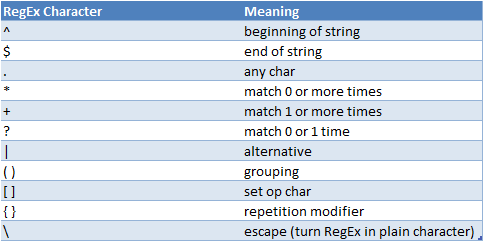 RegEx Character Meaning
^ beginning of string
$ end of string
. any char
* match 0 or more times
+ match 1 or more times
? match 0 or 1 time
| alternative
( ) grouping
[ ] set op char
{ } repetition modifier
\ escape (turn RegEx in plain character)